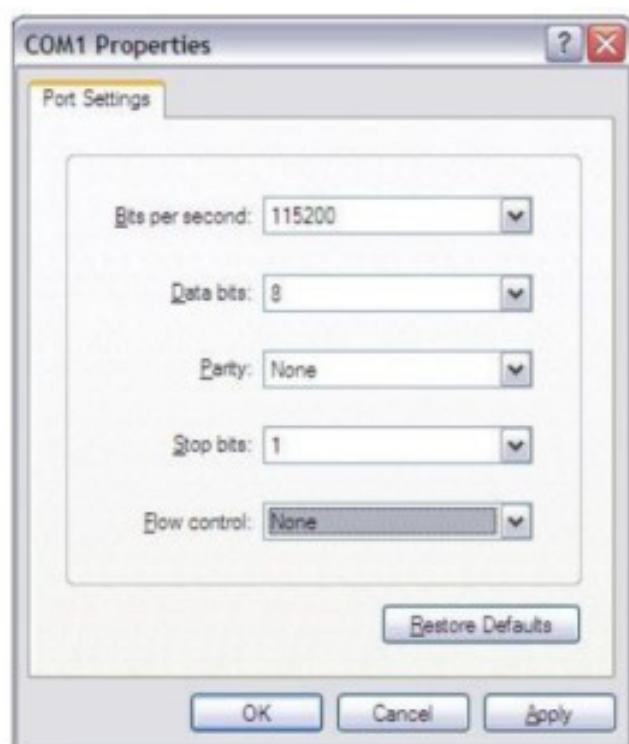 COM1 Properties
Port Settings
Bits per second: 115200
Data bits: 8
Parity: None
Stop bits: 1
Flow control: None
Restore Defaults
OK Cancel Apply